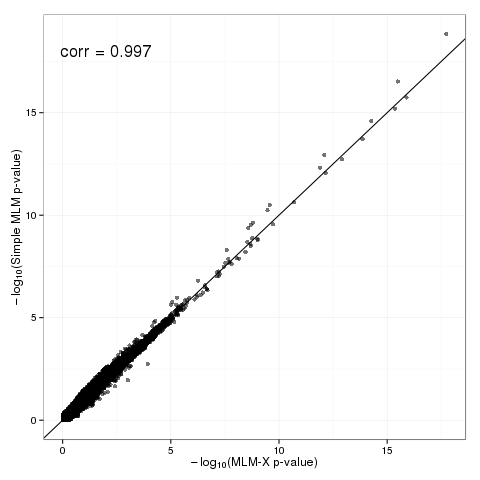 corr = 0.997
15
10
5
0
−log10(Simple MLM p-value)
0 5 10 15
−log10(MLM-X p-value)